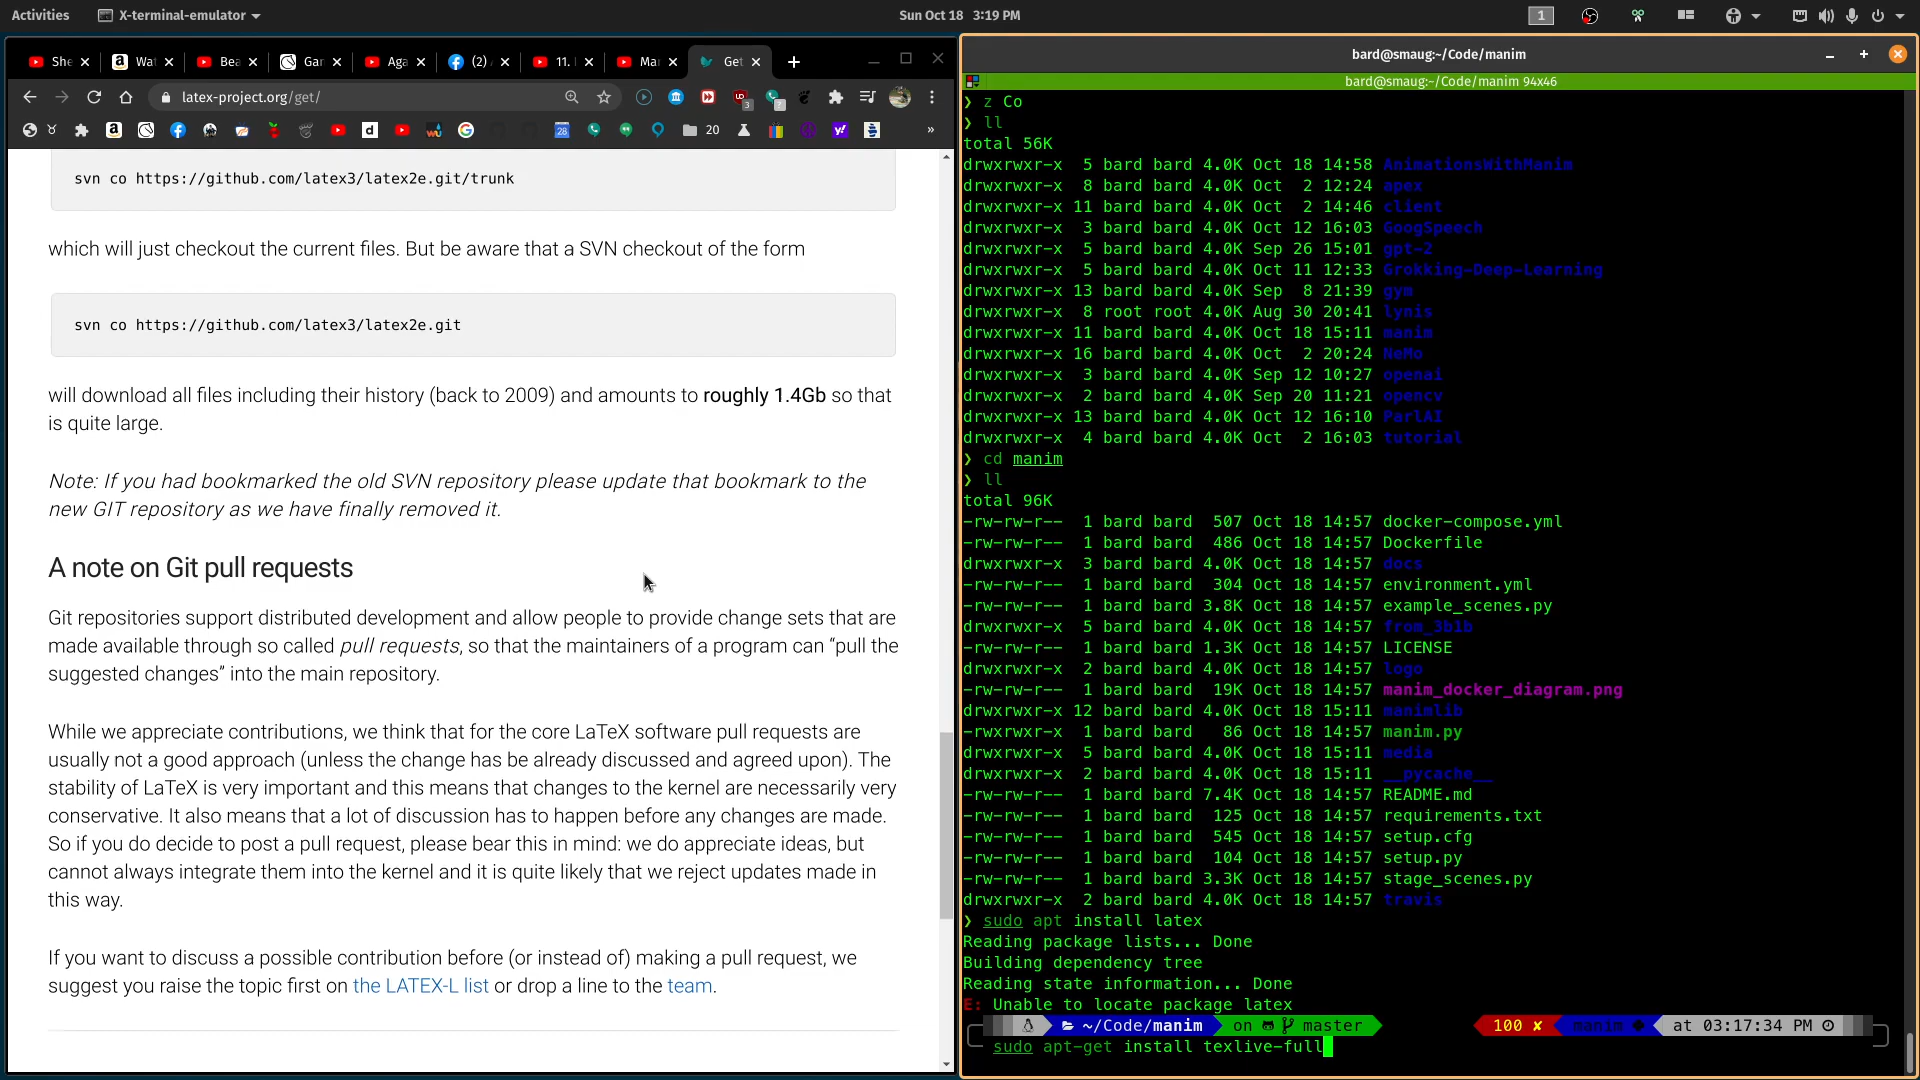 Activities
X-terminal-emulator
Sun Oct 18 3:19 PM
1
She
Wat
Bea
Gar
Aga
(2)
11. I
Mar
Get
latex-project.org/get/
3
?
28
20
»
svn co https://github.com/latex3/latex2e.git/trunk
which will just checkout the current files. But be aware that a SVN checkout of the form
svn co https://github.com/latex3/latex2e.git
will download all files including their history (back to 2009) and amounts to roughly 1.4Gb so that
is quite large.
Note: If you had bookmarked the old SVN repository please update that bookmark to the
new GIT repository as we have finally removed it.
A note on Git pull requests
Git repositories support distributed development and allow people to provide change sets that are
made available through so called pull requests, so that the maintainers of a program can “pull the
suggested changes” into the main repository.
While we appreciate contributions, we think that for the core LaTeX software pull requests are
usually not a good approach (unless the change has be already discussed and agreed upon). The
stability of LaTeX is very important and this means that changes to the kernel are necessarily very
conservative. It also means that a lot of discussion has to happen before any changes are made.
So if you do decide to post a pull request, please bear this in mind: we do appreciate ideas, but
cannot always integrate them into the kernel and it is quite likely that we reject updates made in
this way.
If you want to discuss a possible contribution before (or instead of) making a pull request, we
suggest you raise the topic first on the LATEX-L list or drop a line to the team.
bard@smaug:~/Code/manim
bard@smaug:~/Code/manim 94x46
❯ z Co
❯ ll
total 56K
drwxrwxr-x 5 bard bard 4.0K Oct 18 14:58 AnimationsWithManim
drwxrwxr-x 8 bard bard 4.0K Oct 2 12:24 apex
drwxrwxr-x 11 bard bard 4.0K Oct 2 14:46 client
drwxrwxr-x 3 bard bard 4.0K Oct 12 16:03 GoogSpeech
drwxrwxr-x 5 bard bard 4.0K Sep 26 15:01 gpt-2
drwxrwxr-x 5 bard bard 4.0K Oct 11 12:33 Grokking-Deep-Learning
drwxrwxr-x 13 bard bard 4.0K Sep 8 21:39 gym
drwxrwxr-x 8 root root 4.0K Aug 30 20:41 lynis
drwxrwxr-x 11 bard bard 4.0K Oct 18 15:11 manim
drwxrwxr-x 16 bard bard 4.0K Oct 2 20:24 NeMo
drwxrwxr-x 3 bard bard 4.0K Sep 12 10:27 openai
drwxrwxr-x 2 bard bard 4.0K Sep 20 11:21 opencv
drwxrwxr-x 13 bard bard 4.0K Oct 12 16:10 ParlAI
drwxrwxr-x 4 bard bard 4.0K Oct 2 16:03 tutorial
❯ cd manim
❯ ll
total 96K
-rw-rw-r-- 1 bard bard 507 Oct 18 14:57 docker-compose.yml
-rw-rw-r-- 1 bard bard 486 Oct 18 14:57 Dockerfile
drwxrwxr-x 3 bard bard 4.0K Oct 18 14:57 docs
-rw-rw-r-- 1 bard bard 304 Oct 18 14:57 environment.yml
-rw-rw-r-- 1 bard bard 3.8K Oct 18 14:57 example_scenes.py
drwxrwxr-x 5 bard bard 4.0K Oct 18 14:57 from_3b1b
-rw-rw-r-- 1 bard bard 1.3K Oct 18 14:57 LICENSE
drwxrwxr-x 2 bard bard 4.0K Oct 18 14:57 logo
-rw-rw-r-- 1 bard bard 19K Oct 18 14:57 manim_docker_diagram.png
drwxrwxr-x 12 bard bard 4.0K Oct 18 15:11 manimlib
-rwxrwxr-x 1 bard bard 86 Oct 18 14:57 manim.py
drwxrwxr-x 5 bard bard 4.0K Oct 18 15:11 media
drwxrwxr-x 2 bard bard 4.0K Oct 18 15:11 __pycache__
-rw-rw-r-- 1 bard bard 7.4K Oct 18 14:57 README.md
-rw-rw-r-- 1 bard bard 125 Oct 18 14:57 requirements.txt
-rw-rw-r-- 1 bard bard 545 Oct 18 14:57 setup.cfg
-rw-rw-r-- 1 bard bard 104 Oct 18 14:57 setup.py
-rw-rw-r-- 1 bard bard 3.3K Oct 18 14:57 stage_scenes.py
drwxrwxr-x 2 bard bard 4.0K Oct 18 14:57 travis
❯ sudo apt install latex
Reading package lists... Done
Building dependency tree
Reading state information... Done
E: Unable to locate package latex
~/Code/manim on master 100 ✘ manim at 03:17:34 PM
sudo apt-get install texlive-full